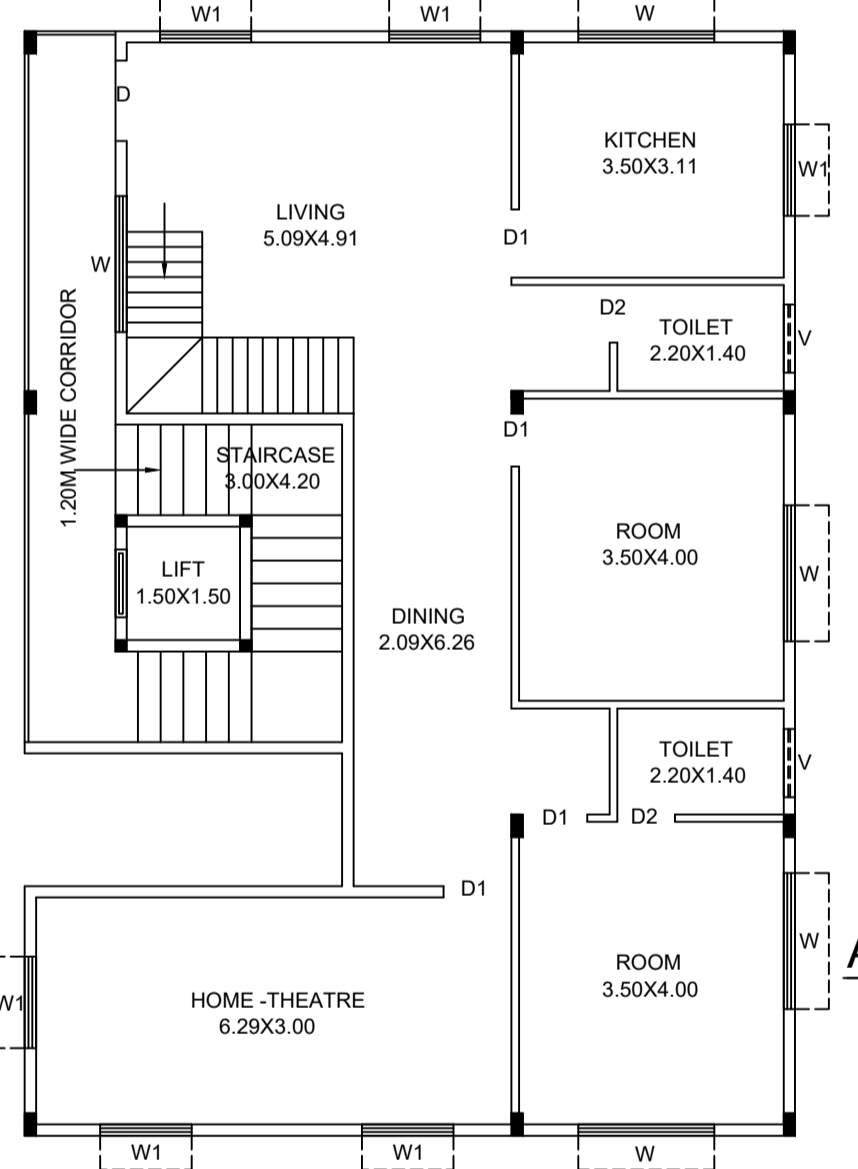 W1
W1
W
D
KITCHEN
3.50X3.11
W1
LIVING
5.09X4.91
D1
W
D2
TOILET
2.20X1.40
V
1.20M WIDE CORRIDOR
D1
STAIRCASE
3.00X4.20
ROOM
3.50X4.00
W
LIFT
1.50X1.50
DINING
2.09X6.26
TOILET
2.20X1.40
V
D1
D2
D1
W
A
ROOM
3.50X4.00
W1
HOME -THEATRE
6.29X3.00
W1
W1
W